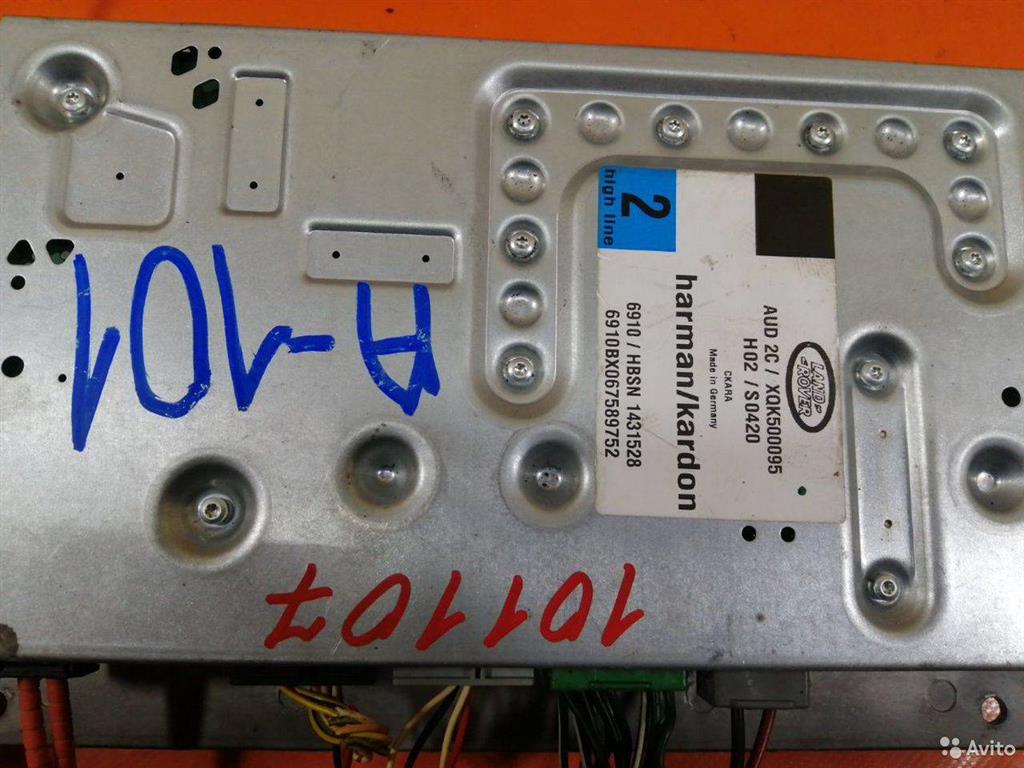 2
high line
LAND-
-ROVER
AUD 2C / XQK500095
H02 /S0420
CKARA
Made in Germany
harman/kardon
6910 / HBSN 1431528
6910BX067589752
A-101
101107
Avito